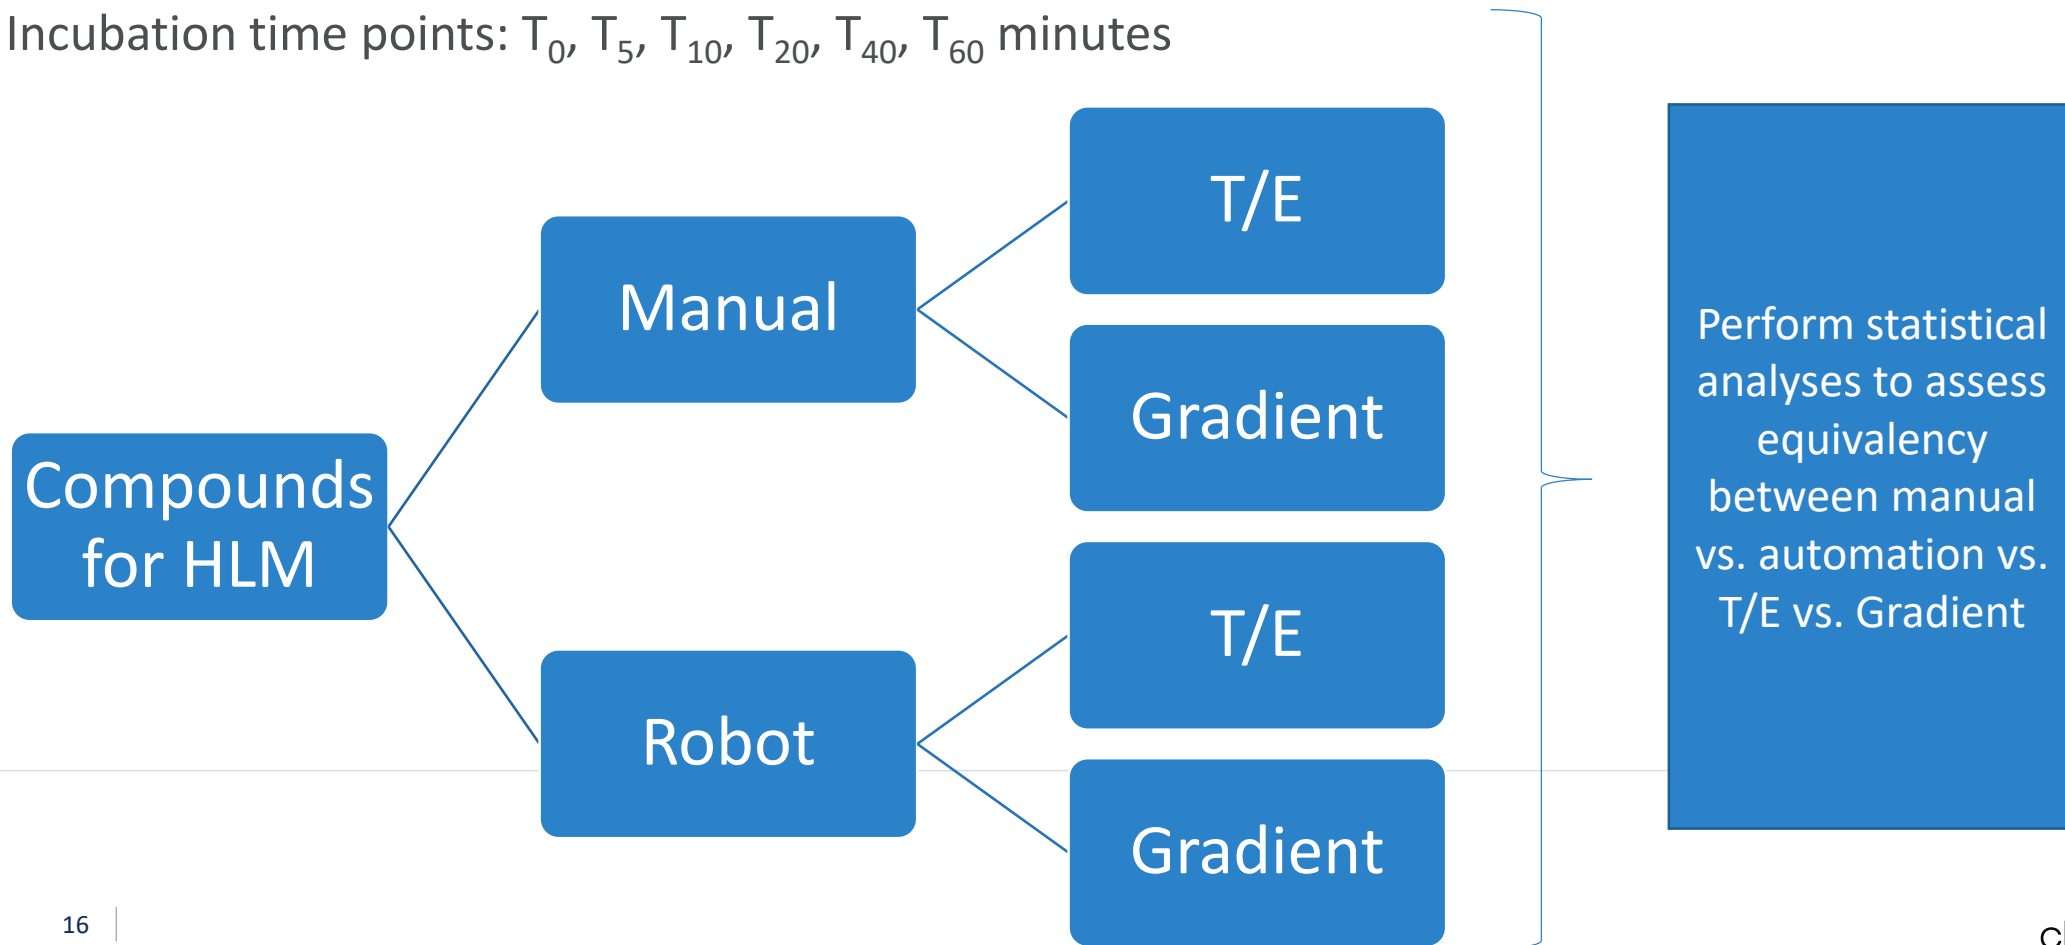 Incubation time points: T0, T5, T10, T20, T40, T60 minutes
T/E
Manual
Gradient
Compounds
for HLM
T/E
Robot
Gradient
Perform statistical
analyses to assess
equivalency
between manual
vs. automation vs.
T/E vs. Gradient
16